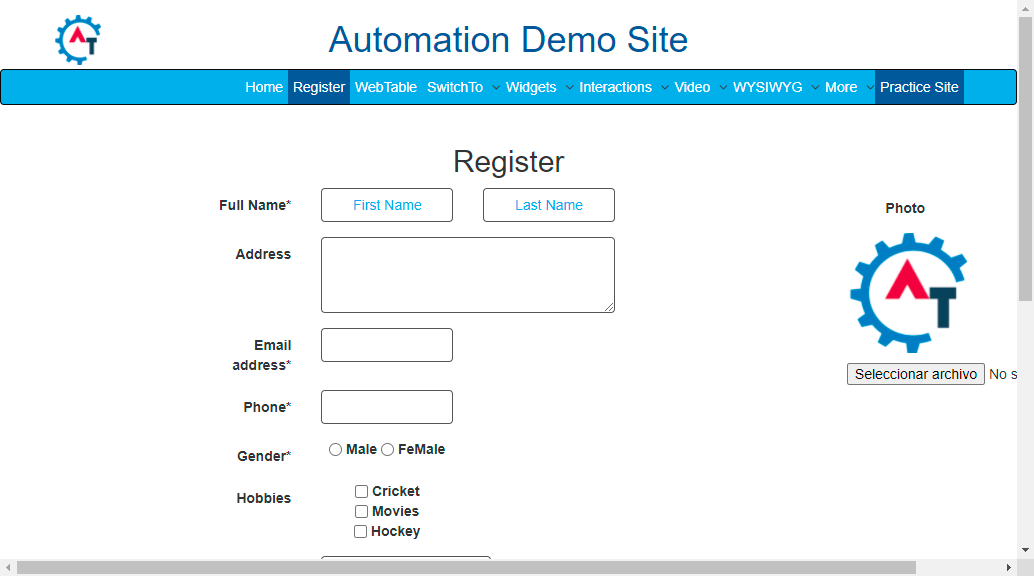 AT
Automation Demo Site
Home Register WebTable SwitchTo Widgets Interactions Video WYSIWYG More Practice Site
Register
Full Name* First Name Last Name
Photo
Address
AT
Email
address*
Seleccionar archivo No s
Phone*
Gender* Male FeMale
Hobbies Cricket
Movies
Hockey